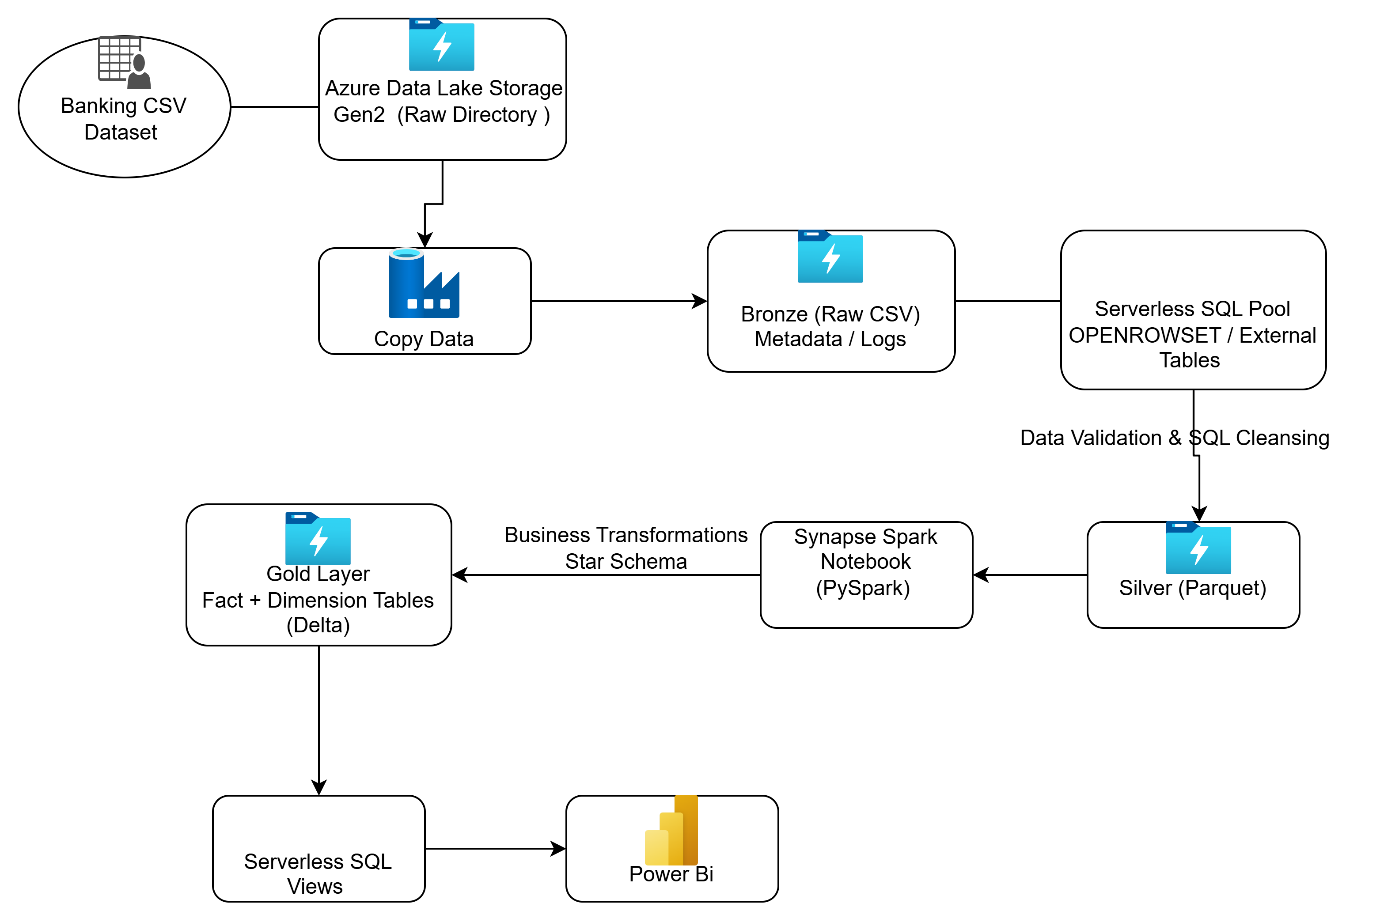 Banking CSV
Dataset
Azure Data Lake Storage
Gen2  (Raw Directory )
Copy Data
Bronze (Raw CSV)
Metadata / Logs
Serverless SQL Pool
OPENROWSET / External
Tables
Data Validation & SQL Cleansing
Silver (Parquet)
Synapse Spark
Notebook
(PySpark)
Business Transformations
Star Schema
Gold Layer
Fact + Dimension Tables
(Delta)
Serverless SQL
Views
Power Bi